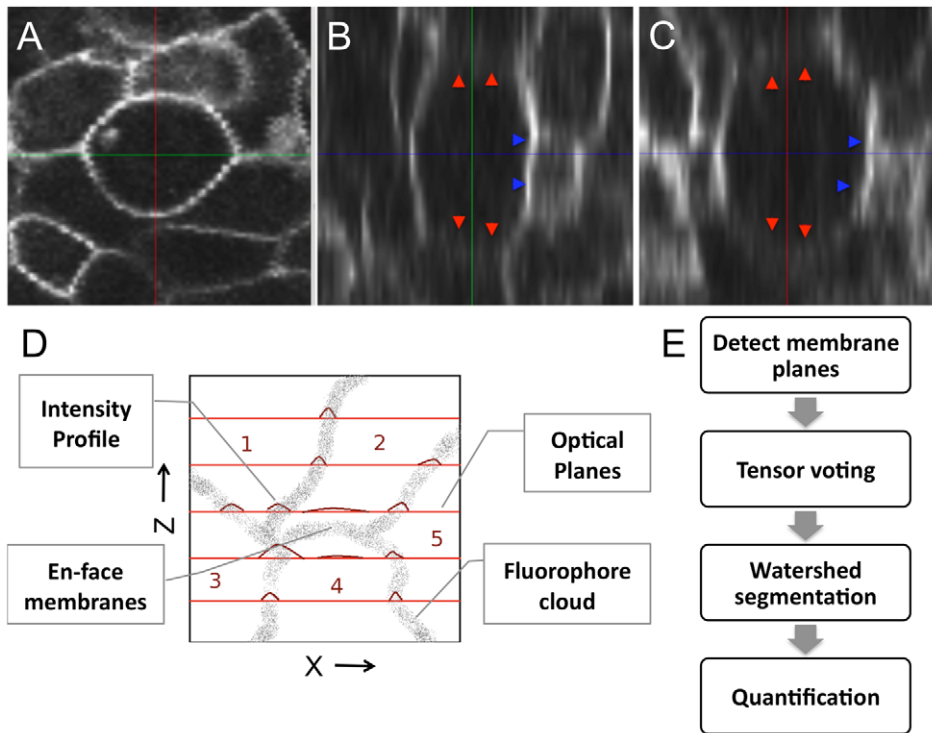 A
B
C
D
E
Intensity
Profile
En-face
membranes
Z
X
1
2
3
4
5
Optical
Planes
Fluorophore
cloud
Detect membrane
planes
Tensor voting
Watershed
segmentation
Quantification